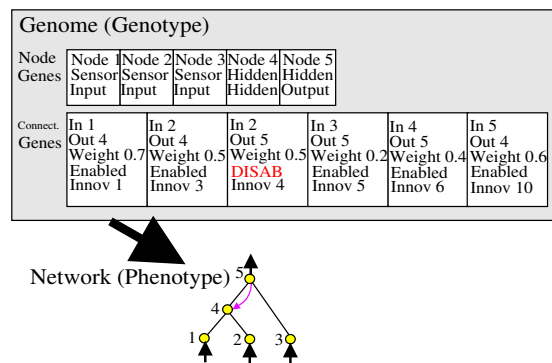 Genome (Genotype)
Node Genes
Node 1 Sensor Input
Node 2 Sensor Input
Node 3 Sensor Input
Node 4 Hidden Hidden
Node 5 Hidden Output
Connect. Genes
In 1
Out 4
Weight 0.7
Enabled
Innov 1
In 2
Out 4
Weight 0.5
Enabled
Innov 3
In 2
Out 5
Weight 0.5
DISAB
Innov 4
In 3
Out 5
Weight 0.2
Enabled
Innov 5
In 4
Out 5
Weight 0.4
Enabled
Innov 6
In 5
Out 4
Weight 0.6
Enabled
Innov 10
Network (Phenotype)
5
4
1
2
3